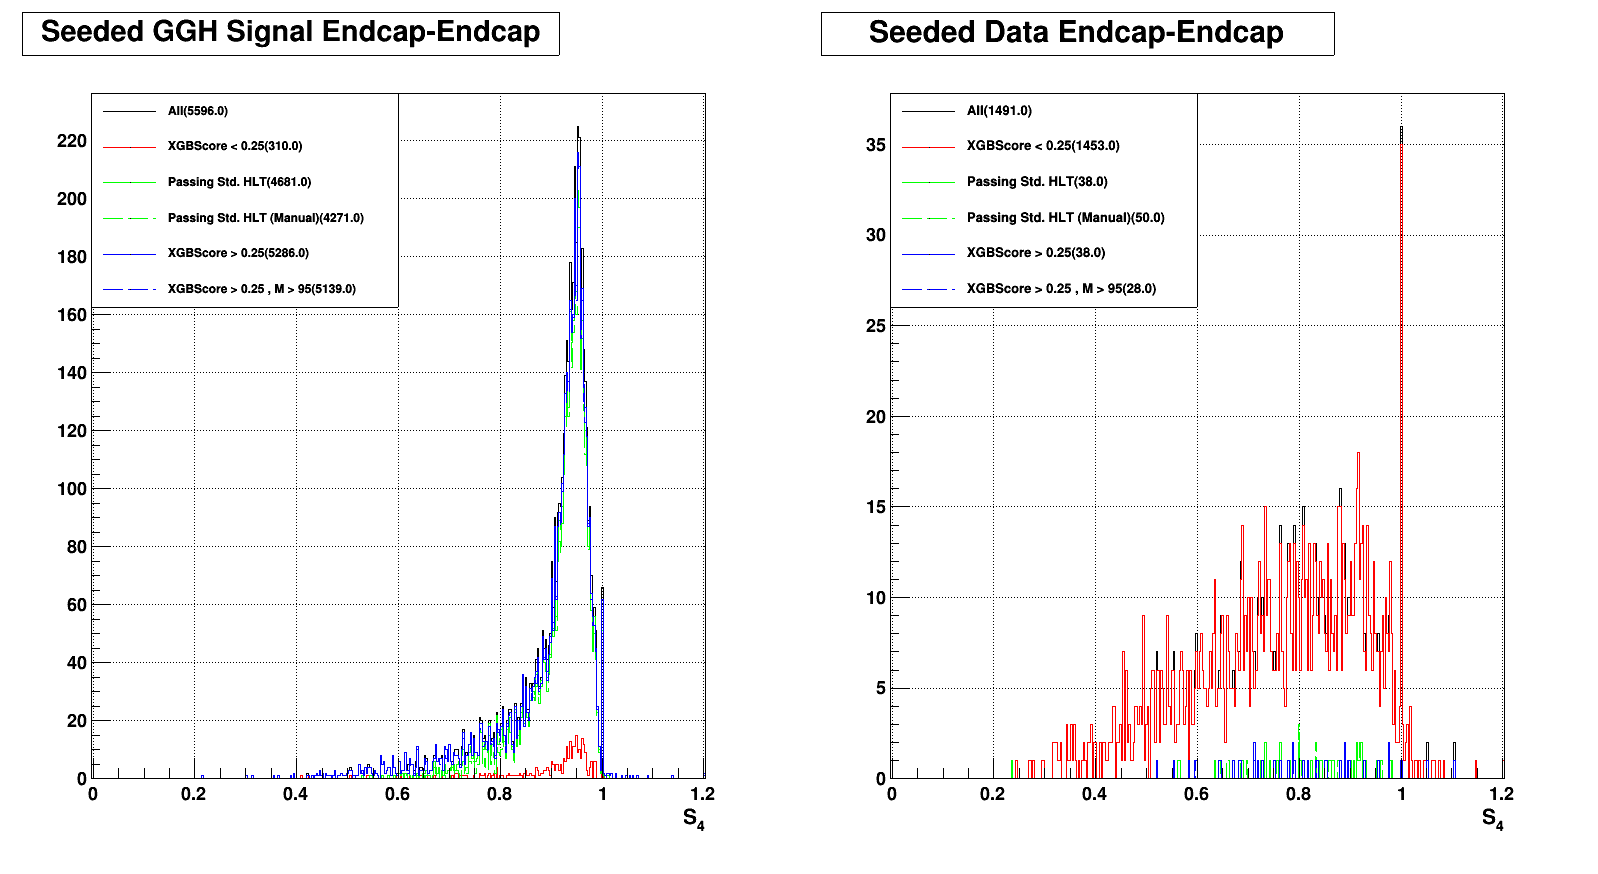 Seeded GGH Signal Endcap-Endcap
All(5596.0)
XGBScore < 0.25(310.0)
Passing Std. HLT(4681.0)
Passing Std. HLT (Manual)(4271.0)
XGBScore > 0.25(5286.0)
XGBScore > 0.25 , M > 95(5139.0)
220
200
180
160
140
120
100
80
60
40
20
0
0 0.2 0.4 0.6 0.8 1 1.2
S4
Seeded Data Endcap-Endcap
All(1491.0)
XGBScore < 0.25(1453.0)
Passing Std. HLT(38.0)
Passing Std. HLT (Manual)(50.0)
XGBScore > 0.25(38.0)
XGBScore > 0.25 , M > 95(28.0)
35
30
25
20
15
10
5
0
0 0.2 0.4 0.6 0.8 1 1.2
S4